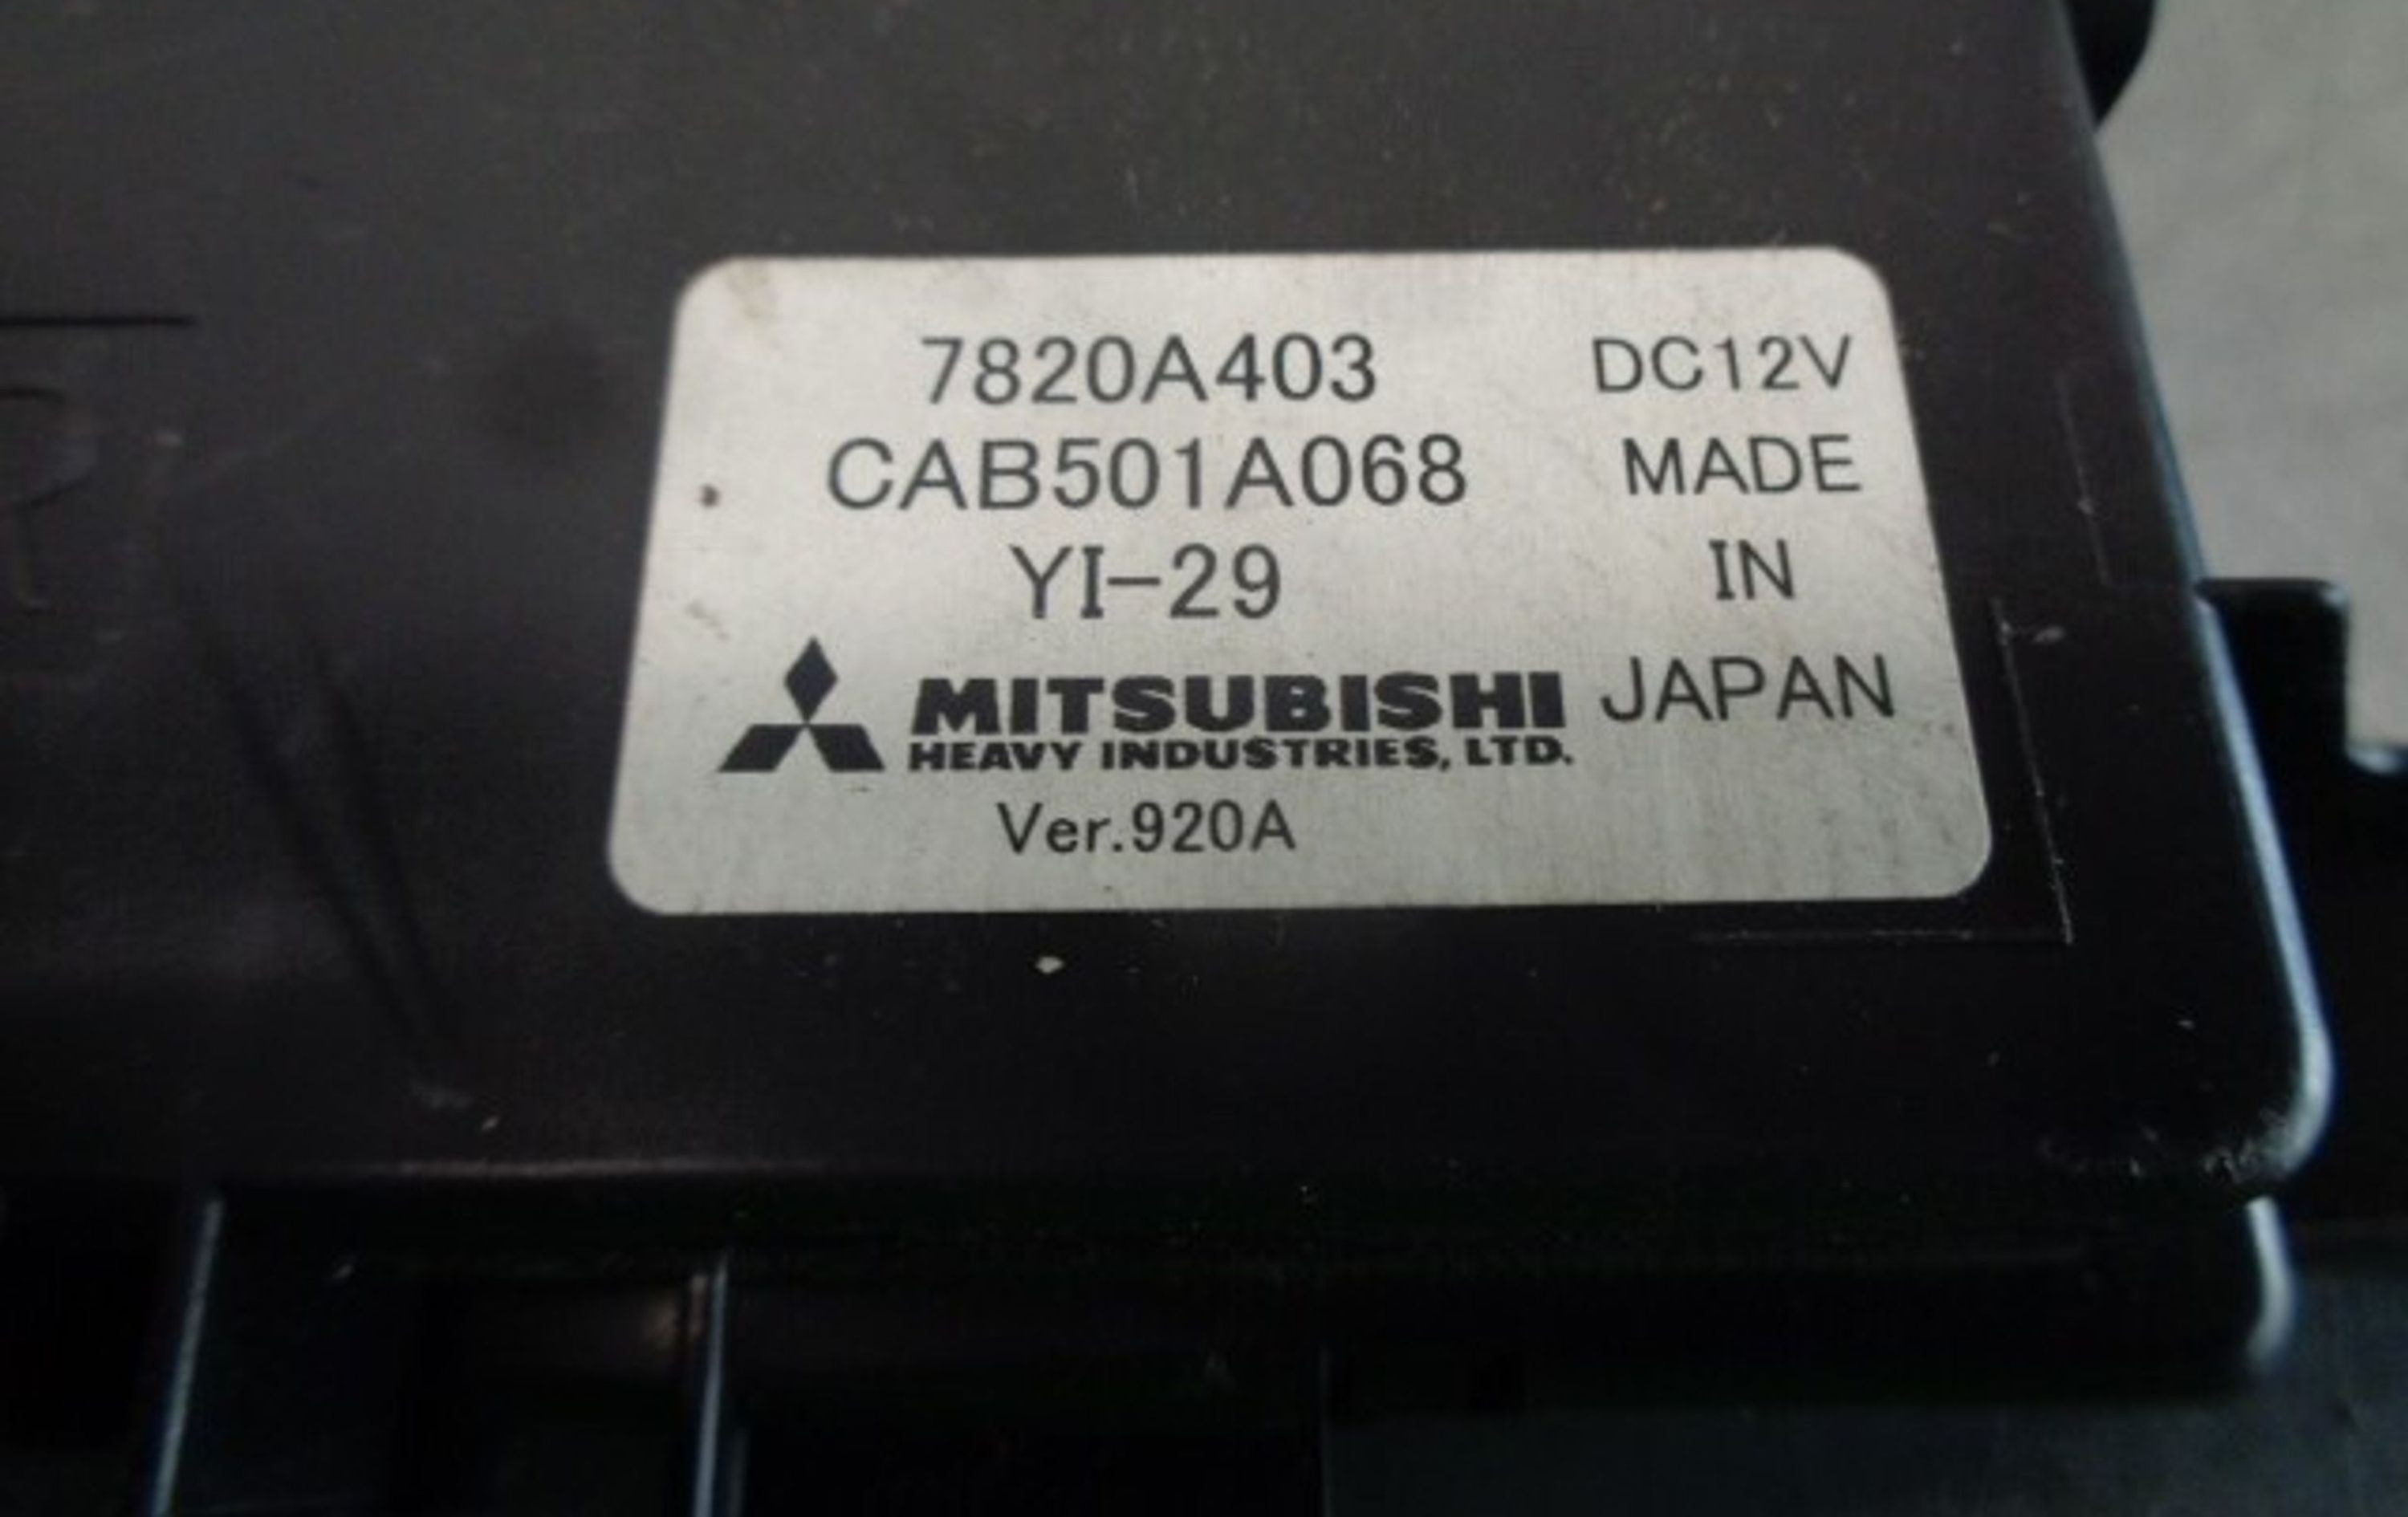 7820A403 DC12V
CAB501A068 MADE
YI-29 IN
MITSUBISHI JAPAN
HEAVY INDUSTRIES, LTD.
Ver.920A